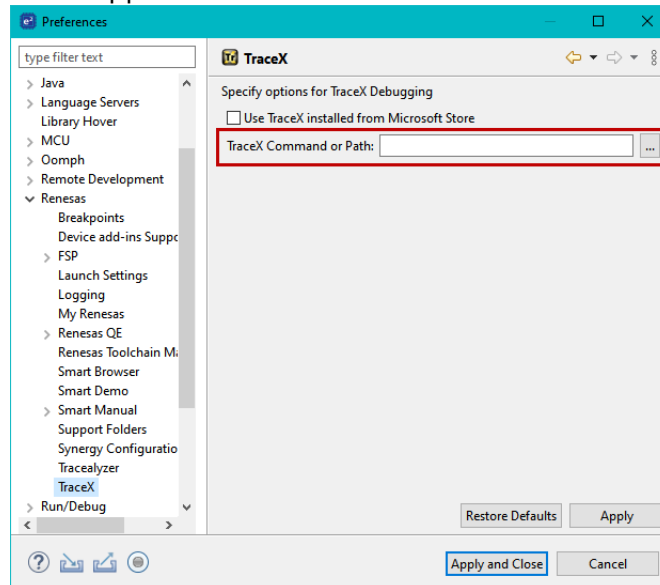 e² Preferences
type filter text
Java
Language Servers
Library Hover
MCU
Oomph
Remote Development
Renesas
Breakpoints
Device add-ins Suppo
FSP
Launch Settings
Logging
My Renesas
Renesas QE
Renesas Toolchain Ma
Smart Browser
Smart Demo
Smart Manual
Support Folders
Synergy Configuratio
Tracealyzer
TraceX
Run/Debug
TraceX
Specify options for TraceX Debugging
Use TraceX installed from Microsoft Store
TraceX Command or Path: ...
Restore Defaults Apply
? Apply and Close Cancel